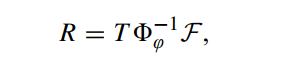 R = TΦ_φ^{-1}ℱ,